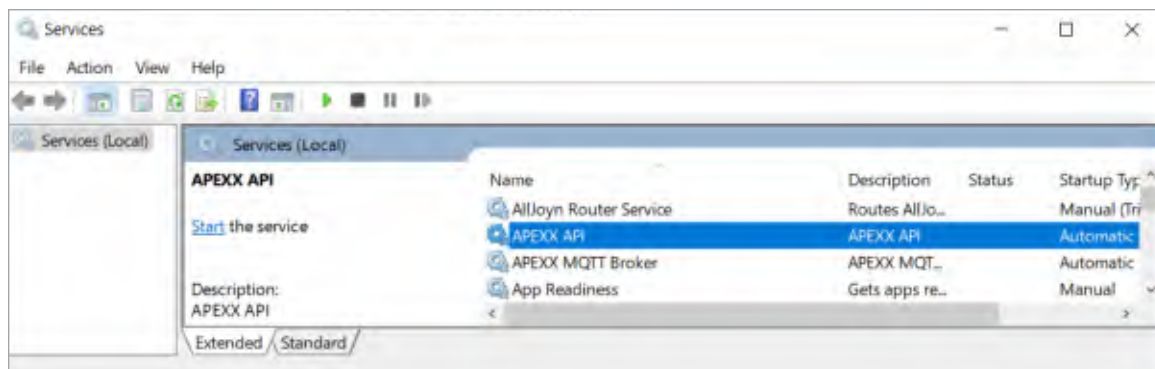 Services
File Action View Help
Services (Local)
Services (Local)
APEXX API
Start the service
Description:
APEXX API
Name Description Status Startup Typ
AllJoyn Router Service Routes AllJo... Manual (Tri
APEXX API APEXX API Automatic
APEXX MQTT Broker APEXX MQT... Automatic
App Readiness Gets apps re... Manual
Extended Standard